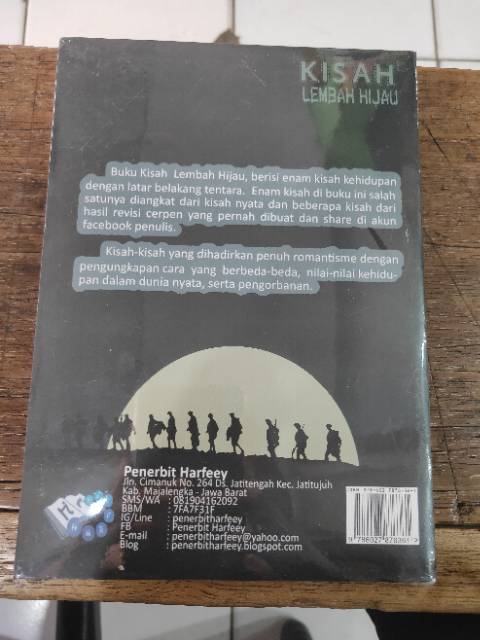 KISAH
LEMBAH HIJAU
Buku Kisah Lembah Hijau, berisi enam kisah kehidupan
dengan latar belakang tentara. Enam kisah di buku ini salah
satunya diangkat dari kisah nyata dan beberapa kisah dari
hasil revisi cerpen yang pernah dibuat dan share di akun
facebook penulis.
Kisah-kisah yang dihadirkan penuh romantisme dengan
pengungkapan cara yang berbeda-beda, nilai-nilai kehidu-
pan dalam dunia nyata, serta pengorbanan.
Penerbit Harfeey
Jln. Cimanuk No. 264 Ds. Jatitengah Kec. Jatitujuh
Kab. Majalengka - Jawa Barat
SMS/WA : 081904162092
BBM : 7FA7F31F
IG/Line : penerbitharfeey
FB : Penerbit Harfeey
E-mail : penerbitharfeey@yahoo.com
Blog : penerbitharfeey.blogspot.com